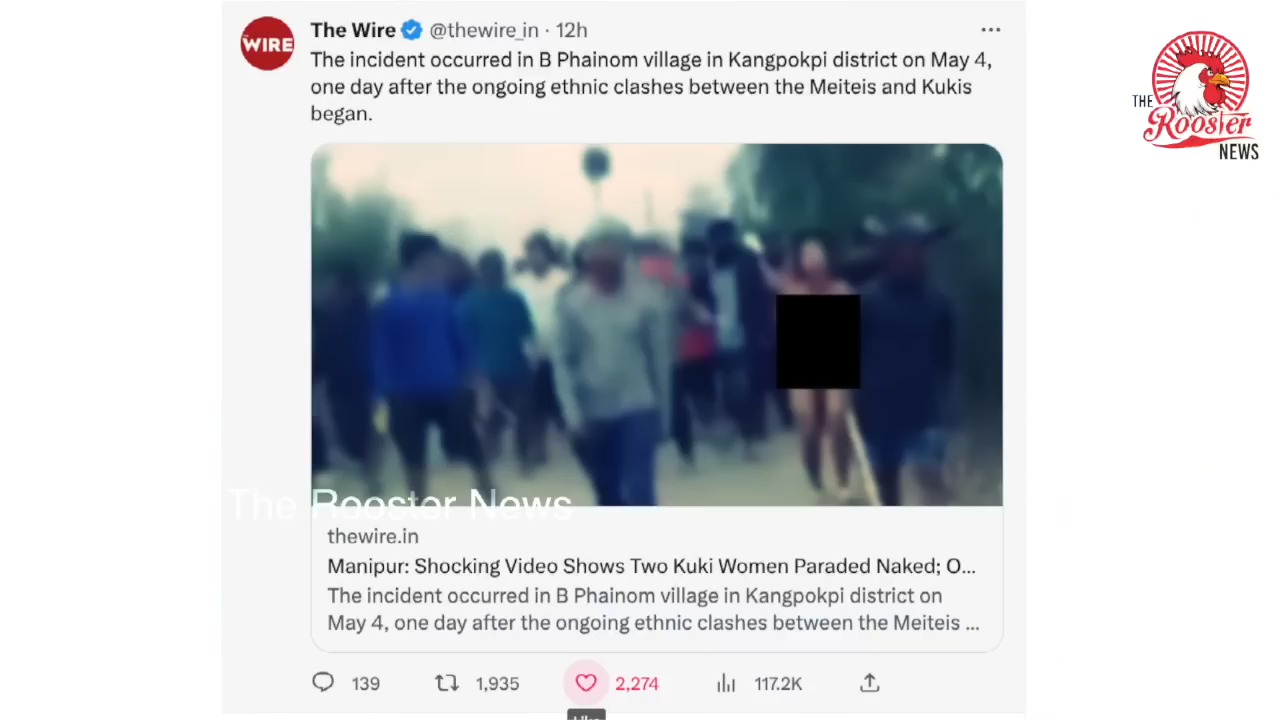 The Wire @thewire_in · 12h
The incident occurred in B Phainom village in Kangpokpi district on May 4,
one day after the ongoing ethnic clashes between the Meiteis and Kukis
began.
WIRE
THE
Rooster
NEWS
The Rooster News
thewire.in
Manipur: Shocking Video Shows Two Kuki Women Paraded Naked; O...
The incident occurred in B Phainom village in Kangpokpi district on
May 4, one day after the ongoing ethnic clashes between the Meiteis ...
139 1,935 2,274 117.2K